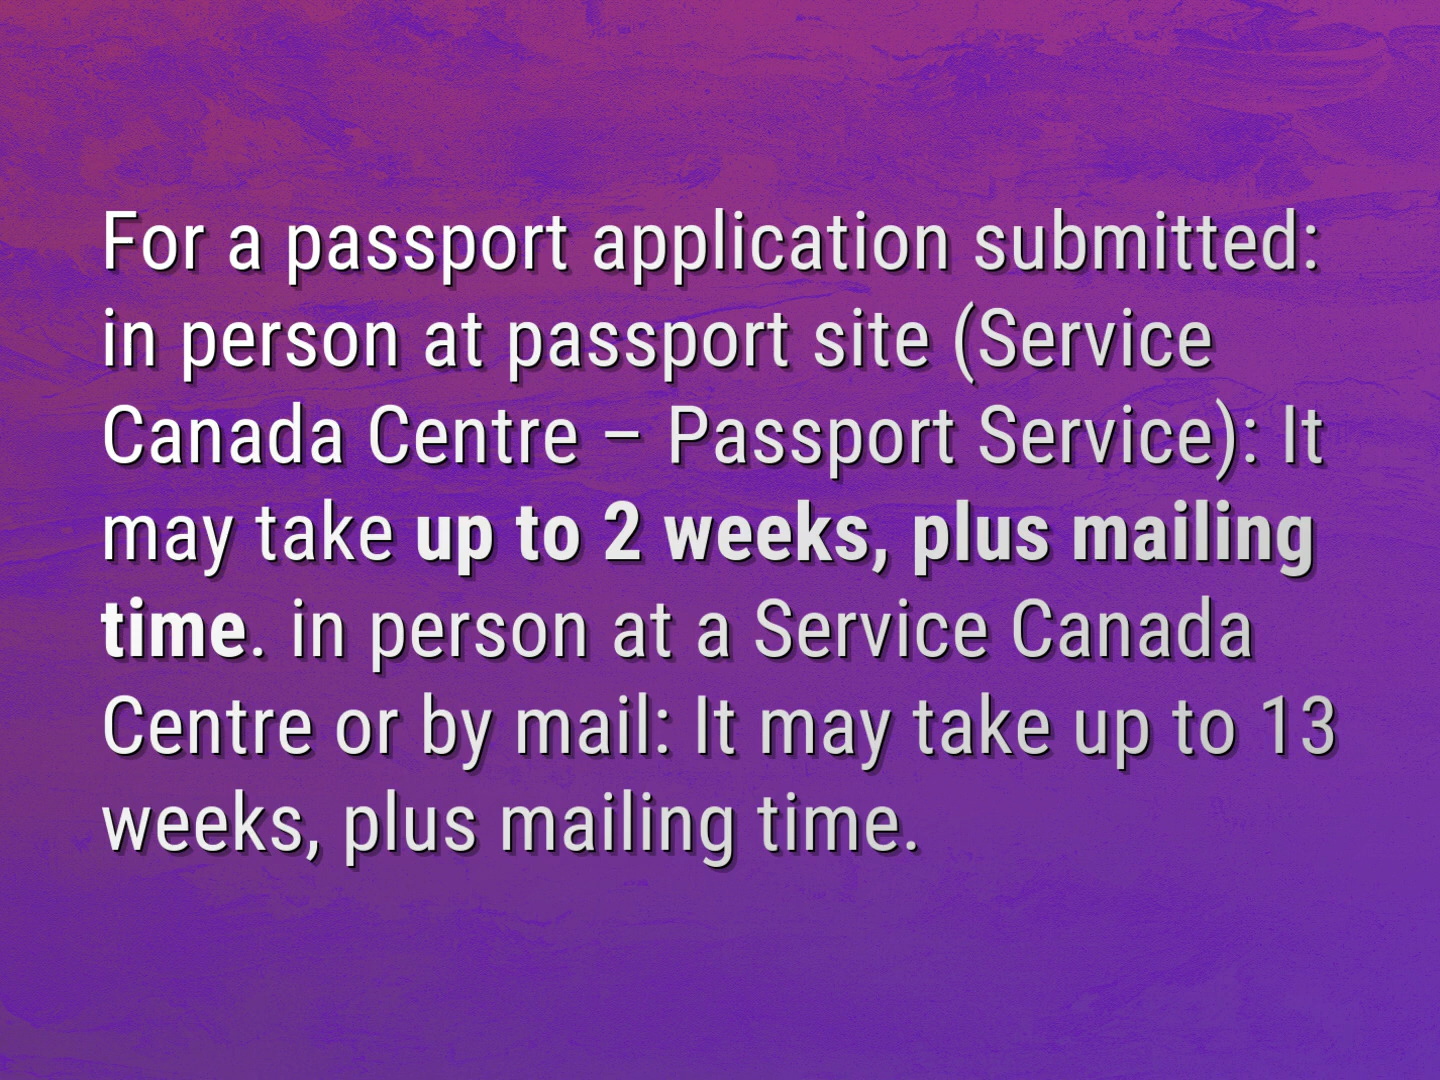 For a passport application submitted:
in person at passport site (Service
Canada Centre – Passport Service): It
may take up to 2 weeks, plus mailing
time. in person at a Service Canada
Centre or by mail: It may take up to 13
weeks, plus mailing time.